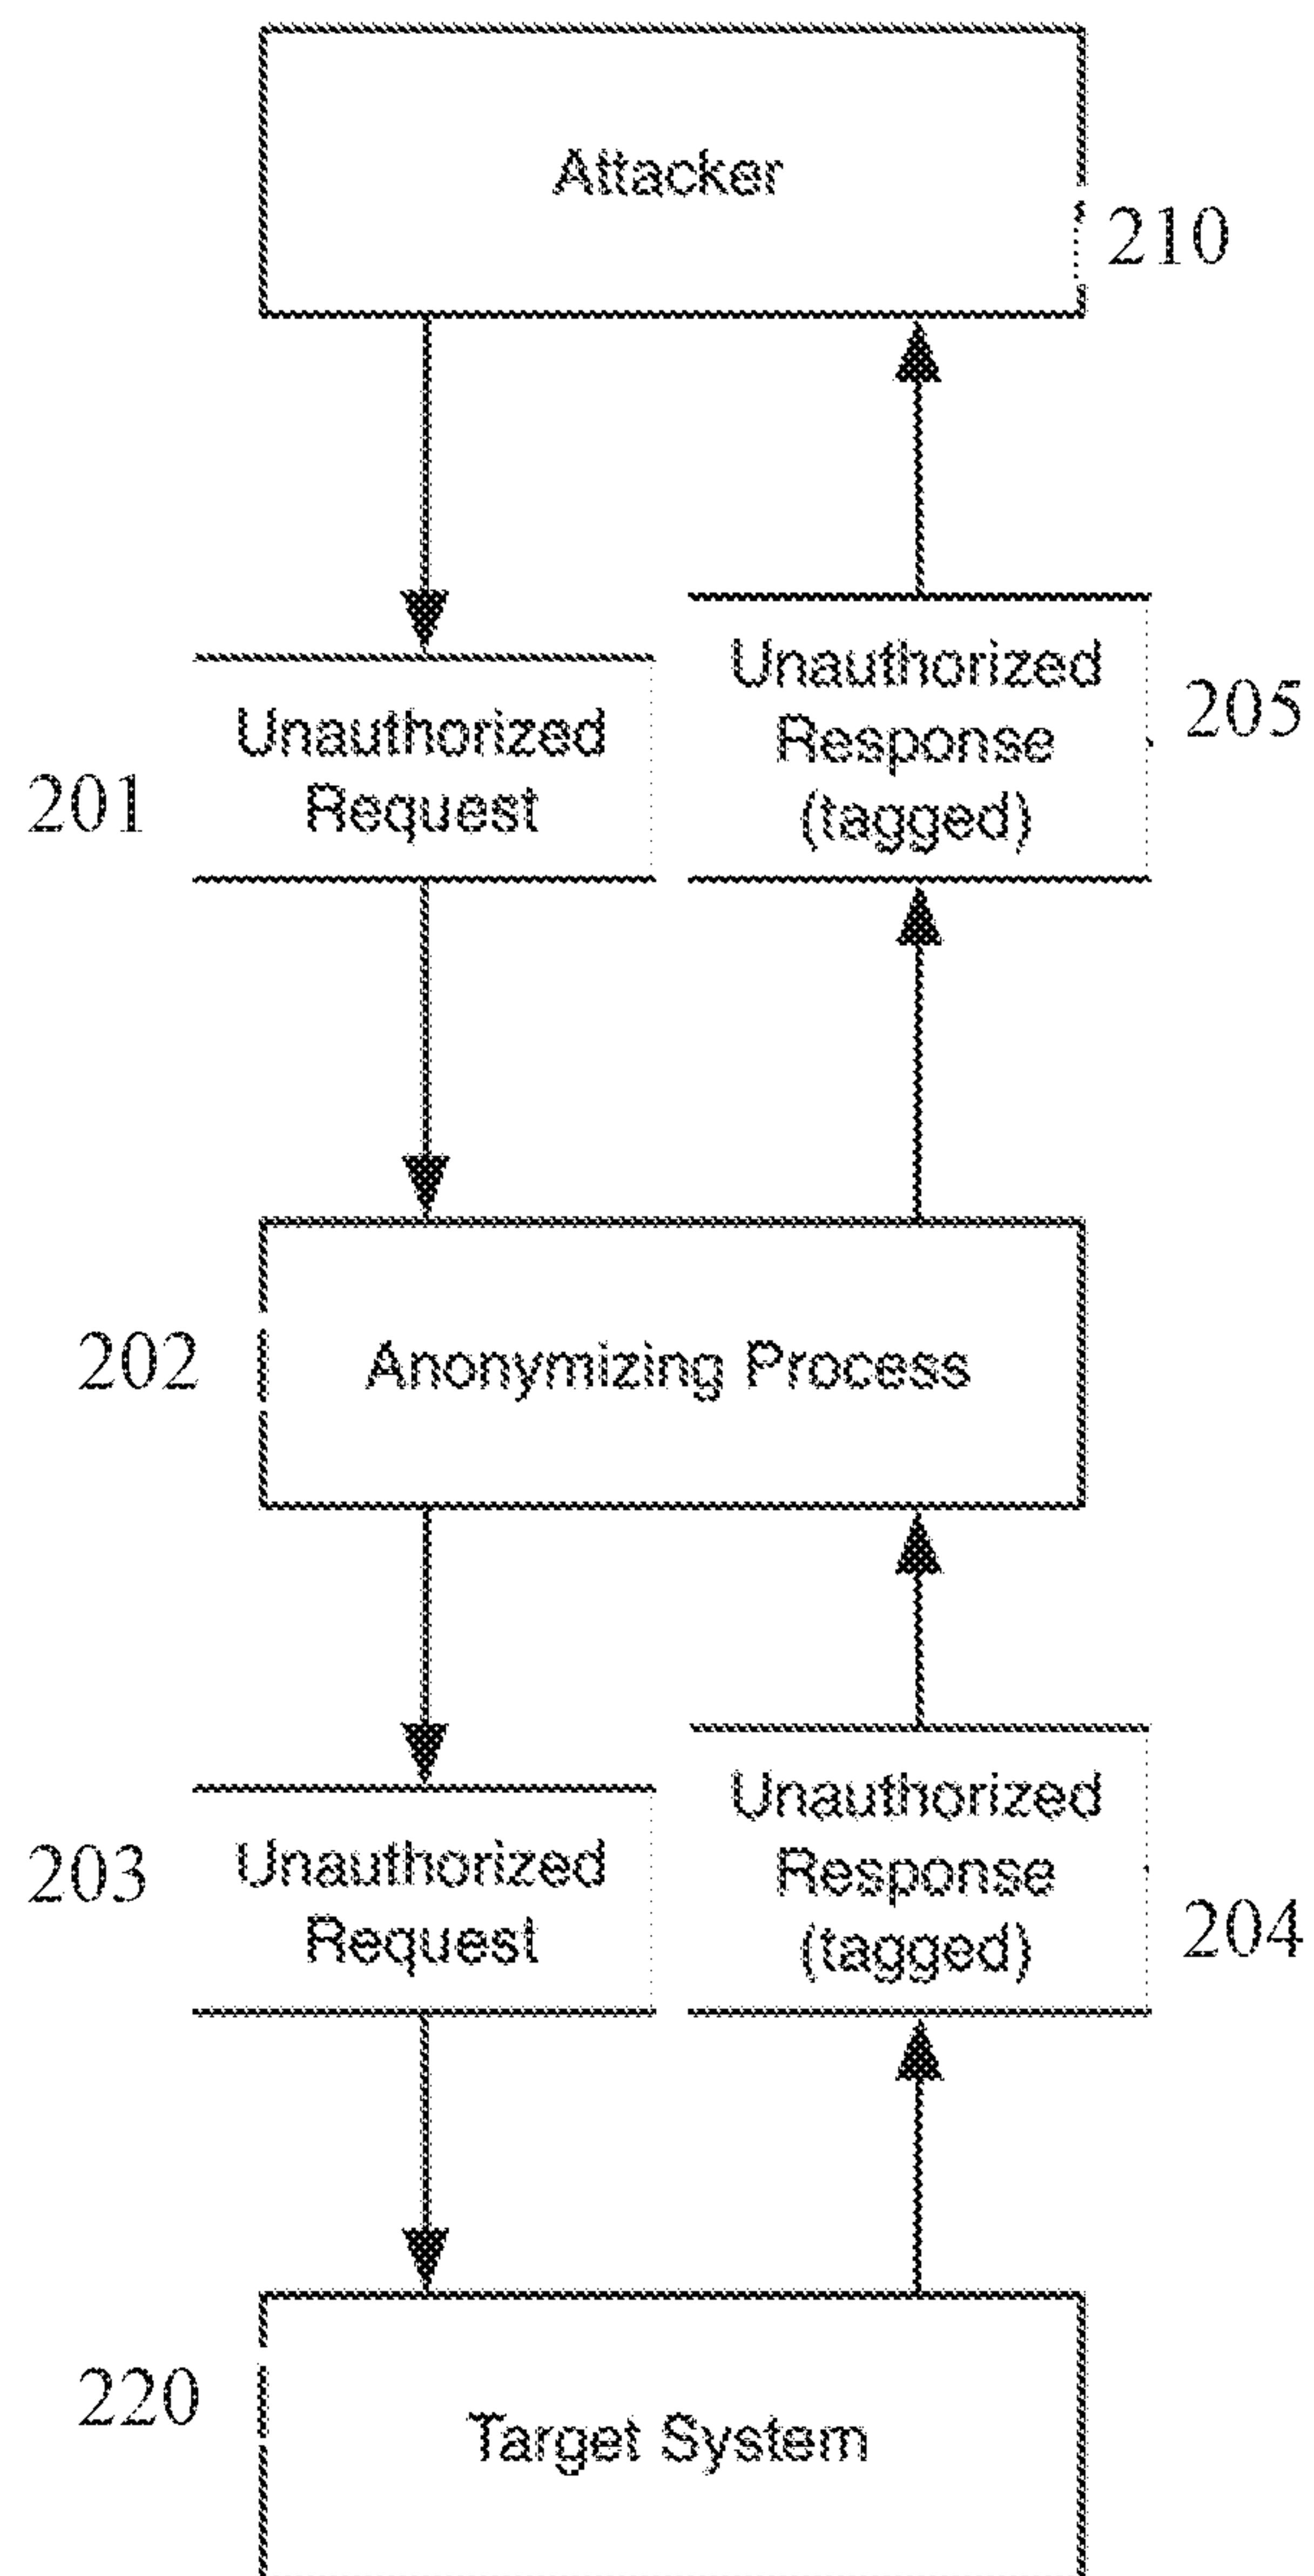 Attacker
210
Unauthorized
Response
(tagged)
205
Unauthorized
Request
201
Anonymizing Process
202
Unauthorized
Response
(tagged)
204
Unauthorized
Request
203
Target System
220